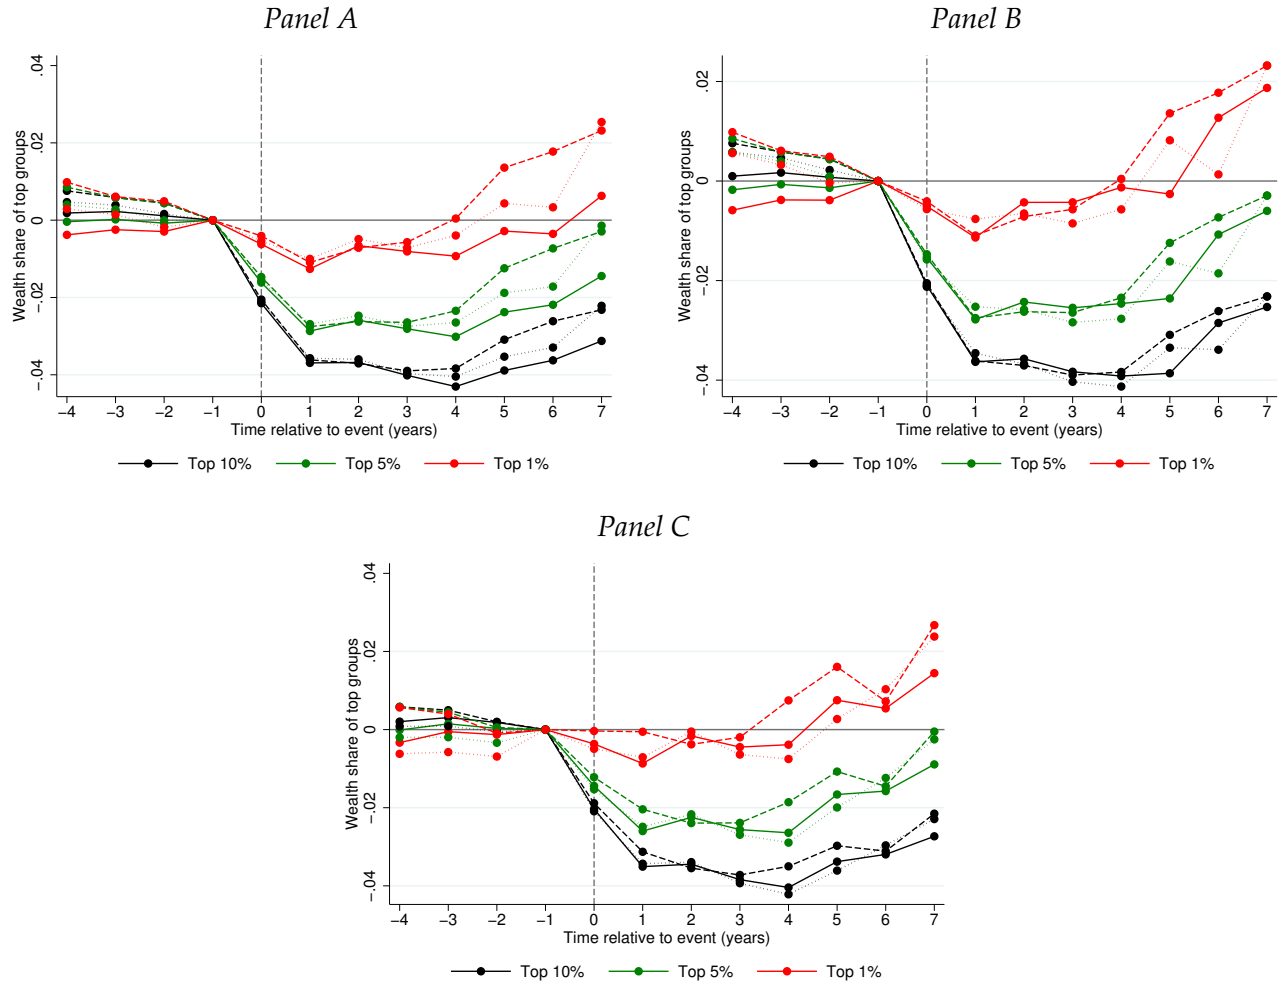 Panel A
Wealth share of top groups
.04
.02
0
−.02
−.04
−4 −3 −2 −1 0 1 2 3 4 5 6 7
Time relative to event (years)
Top 10% Top 5% Top 1%
Panel B
Wealth share of top groups
.02
0
−.02
−.04
−4 −3 −2 −1 0 1 2 3 4 5 6 7
Time relative to event (years)
Top 10% Top 5% Top 1%
Panel C
Wealth share of top groups
.04
.02
0
−.02
−.04
−4 −3 −2 −1 0 1 2 3 4 5 6 7
Time relative to event (years)
Top 10% Top 5% Top 1%